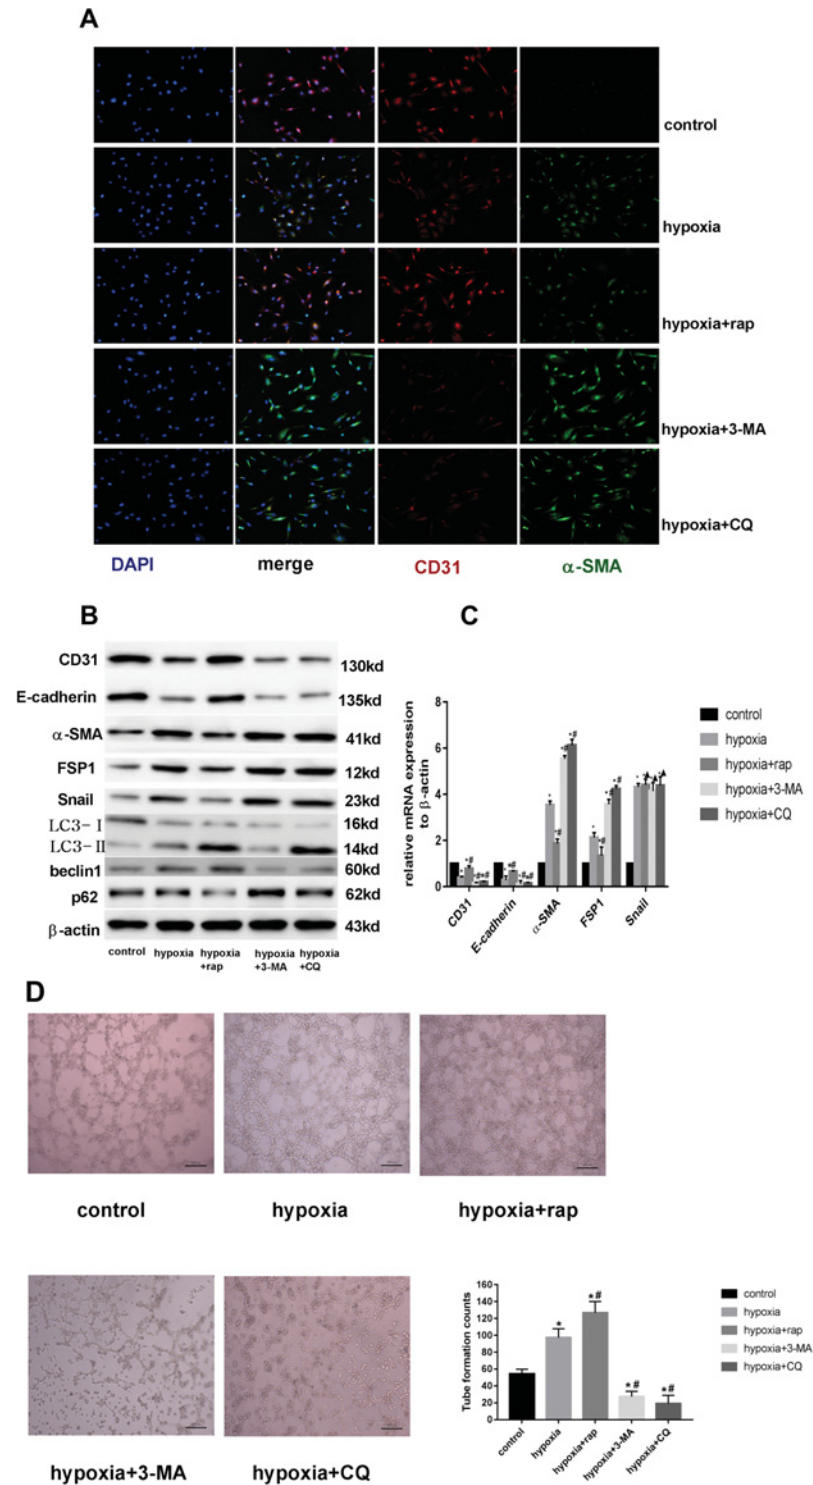 A
control
hypoxia
hypoxia+rap
hypoxia+3-MA
hypoxia+CQ
DAPI
merge
CD31
α-SMA
B
CD31
130kd
E-cadherin
135kd
α-SMA
41kd
FSP1
12kd
Snail
23kd
LC3-I
16kd
LC3-II
14kd
beclin1
60kd
p62
62kd
β-actin
43kd
control
hypoxia
hypoxia
+rap
hypoxia
+3-MA
hypoxia
+CQ
C
relative mRNA expression
to β-actin
8
6
4
2
0
CD31
E-cadherin
α-SMA
FSP1
Snail
control
hypoxia
hypoxia+rap
hypoxia+3-MA
hypoxia+CQ
D
control
hypoxia
hypoxia+rap
hypoxia+3-MA
hypoxia+CQ
Tube formation counts
160
140
120
100
80
60
40
20
0
*
*#
*#
*#
control
hypoxia
hypoxia+rap
hypoxia+3-MA
hypoxia+CQ
control
hypoxia
hypoxia+rap
hypoxia+3-MA
hypoxia+CQ